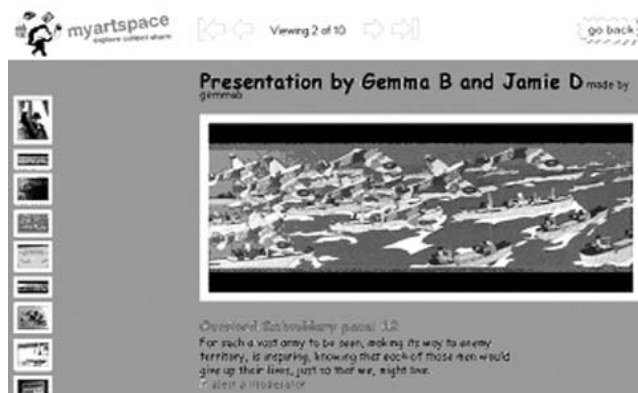 myartspace
explore collect share
Viewing 2 of 10
go back
Presentation by Gemma B and Jamie D made by
gemmab
Overlord Embroidery panel 12
For such a vast army to be seen, making its way to enemy
territory, is inspiring, knowing that each of those men would
give up their lives, just so that we, might live.
alert a moderator